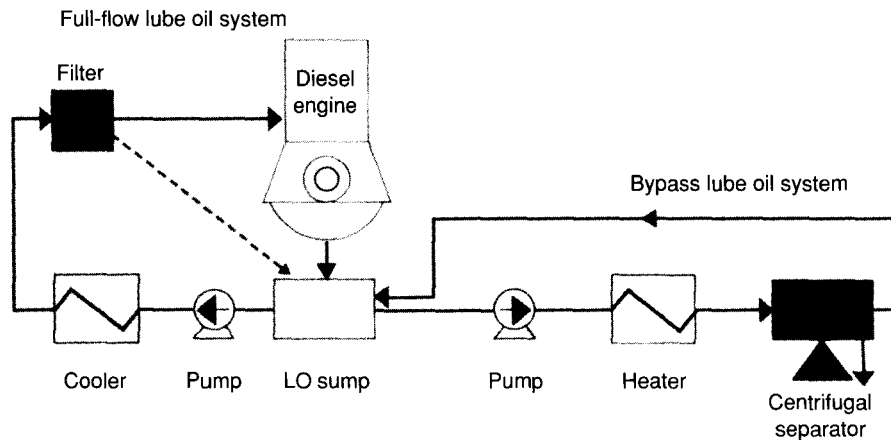 Full-flow lube oil system
Filter
Diesel
engine
Bypass lube oil system
Cooler
Pump
LO sump
Pump
Heater
Centrifugal
separator